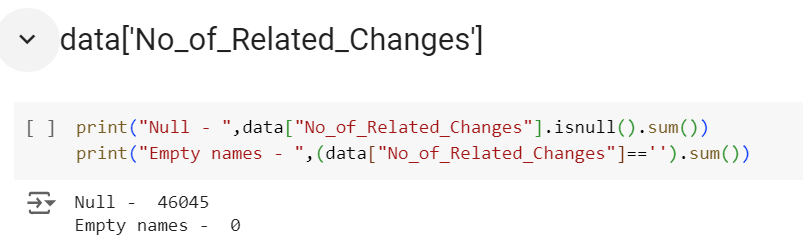 data['No_of_Related_Changes']
[ ] print("Null - ",data["No_of_Related_Changes"].isnull().sum())
print("Empty names - ",(data["No_of_Related_Changes"]=='').sum())
Null -  46045
Empty names -  0